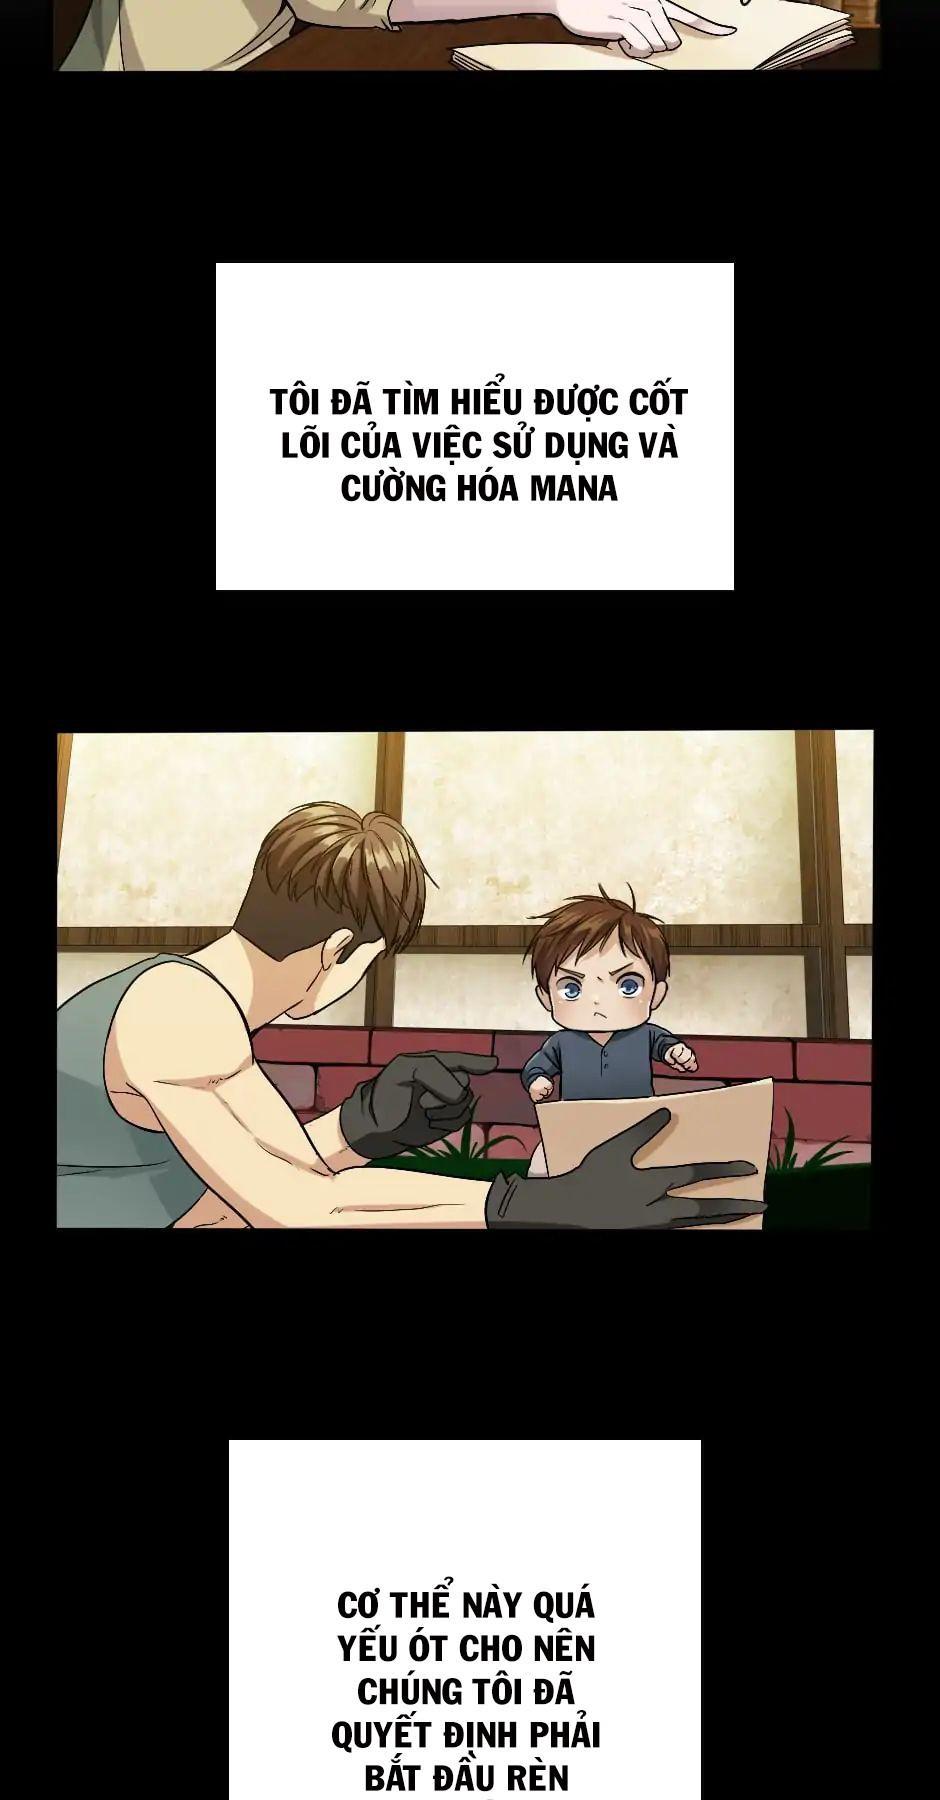 TÔI ĐÃ TÌM HIỂU ĐƯỢC CỐT
LÕI CỦA VIỆC SỬ DỤNG VÀ
CƯỜNG HÓA MANA
CƠ THỂ NÀY QUÁ
YẾU ỚT CHO NÊN
CHÚNG TÔI ĐÃ
QUYẾT ĐỊNH PHẢI
BẮT ĐẦU RÈN